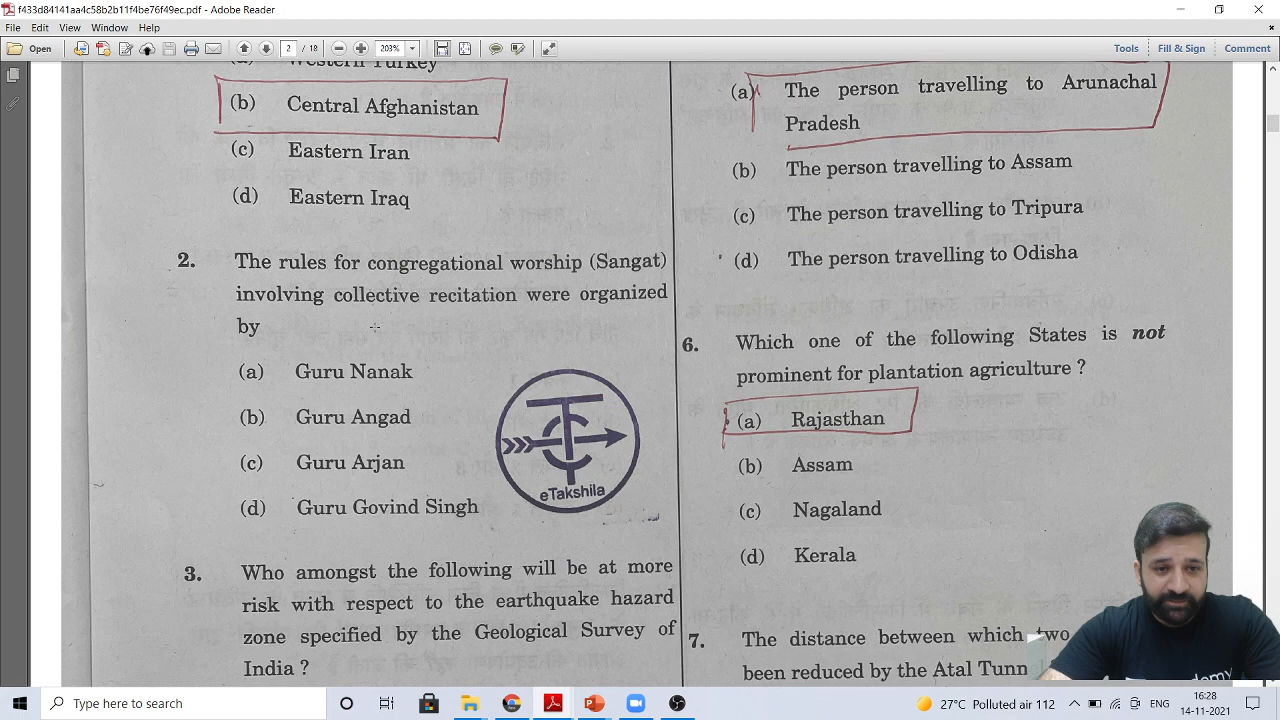 f433d84141aa4c58b2b11f4be76f49ec.pdf - Adobe Reader
File Edit View Window Help
Open 2 / 18 203% Tools Fill & Sign Comment
Western Turkey
(b) Central Afghanistan
(c) Eastern Iran
(d) Eastern Iraq
2. The rules for congregational worship (Sangat)
involving collective recitation were organized
by
(a) Guru Nanak
(b) Guru Angad
(c) Guru Arjan
(d) Guru Govind Singh
eTakshila
3. Who amongst the following will be at more
risk with respect to the earthquake hazard
zone specified by the Geological Survey of
India ?
(a) The person travelling to Arunachal
Pradesh
(b) The person travelling to Assam
(c) The person travelling to Tripura
(d) The person travelling to Odisha
6. Which one of the following States is not
prominent for plantation agriculture ?
(a) Rajasthan
(b) Assam
(c) Nagaland
(d) Kerala
7. The distance between which two
been reduced by the Atal Tunn
Type here to search
27°C Polluted air 112 ENG 16:28
14-11-2021